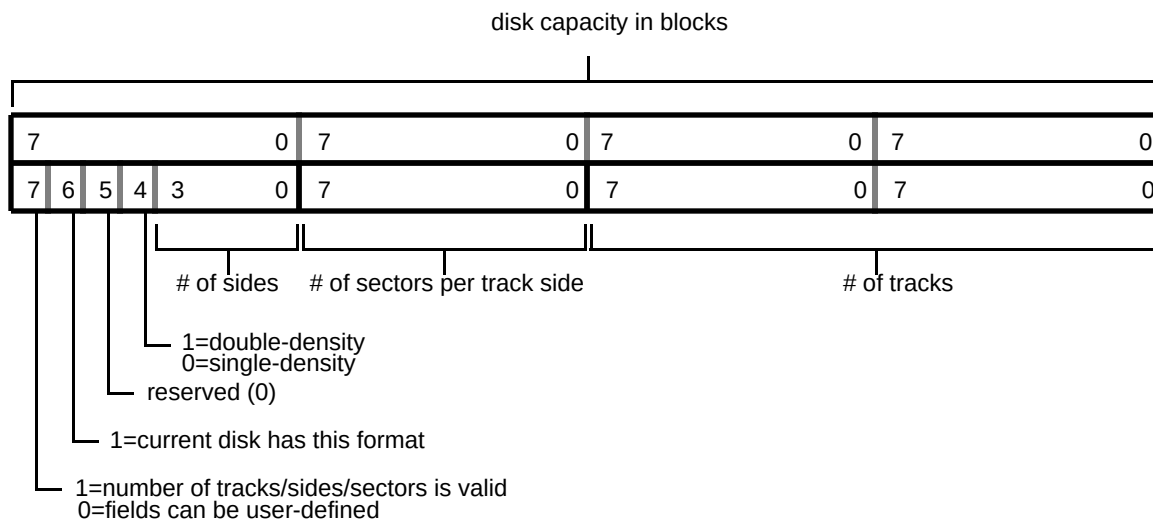 disk capacity in blocks
7 0 7 0 7 0 7 0
7 6 5 4 3 0 7 0 7 0 7 0
# of sides # of sectors per track side # of tracks
1=double-density
0=single-density
reserved (0)
1=current disk has this format
1=number of tracks/sides/sectors is valid
0=fields can be user-defined